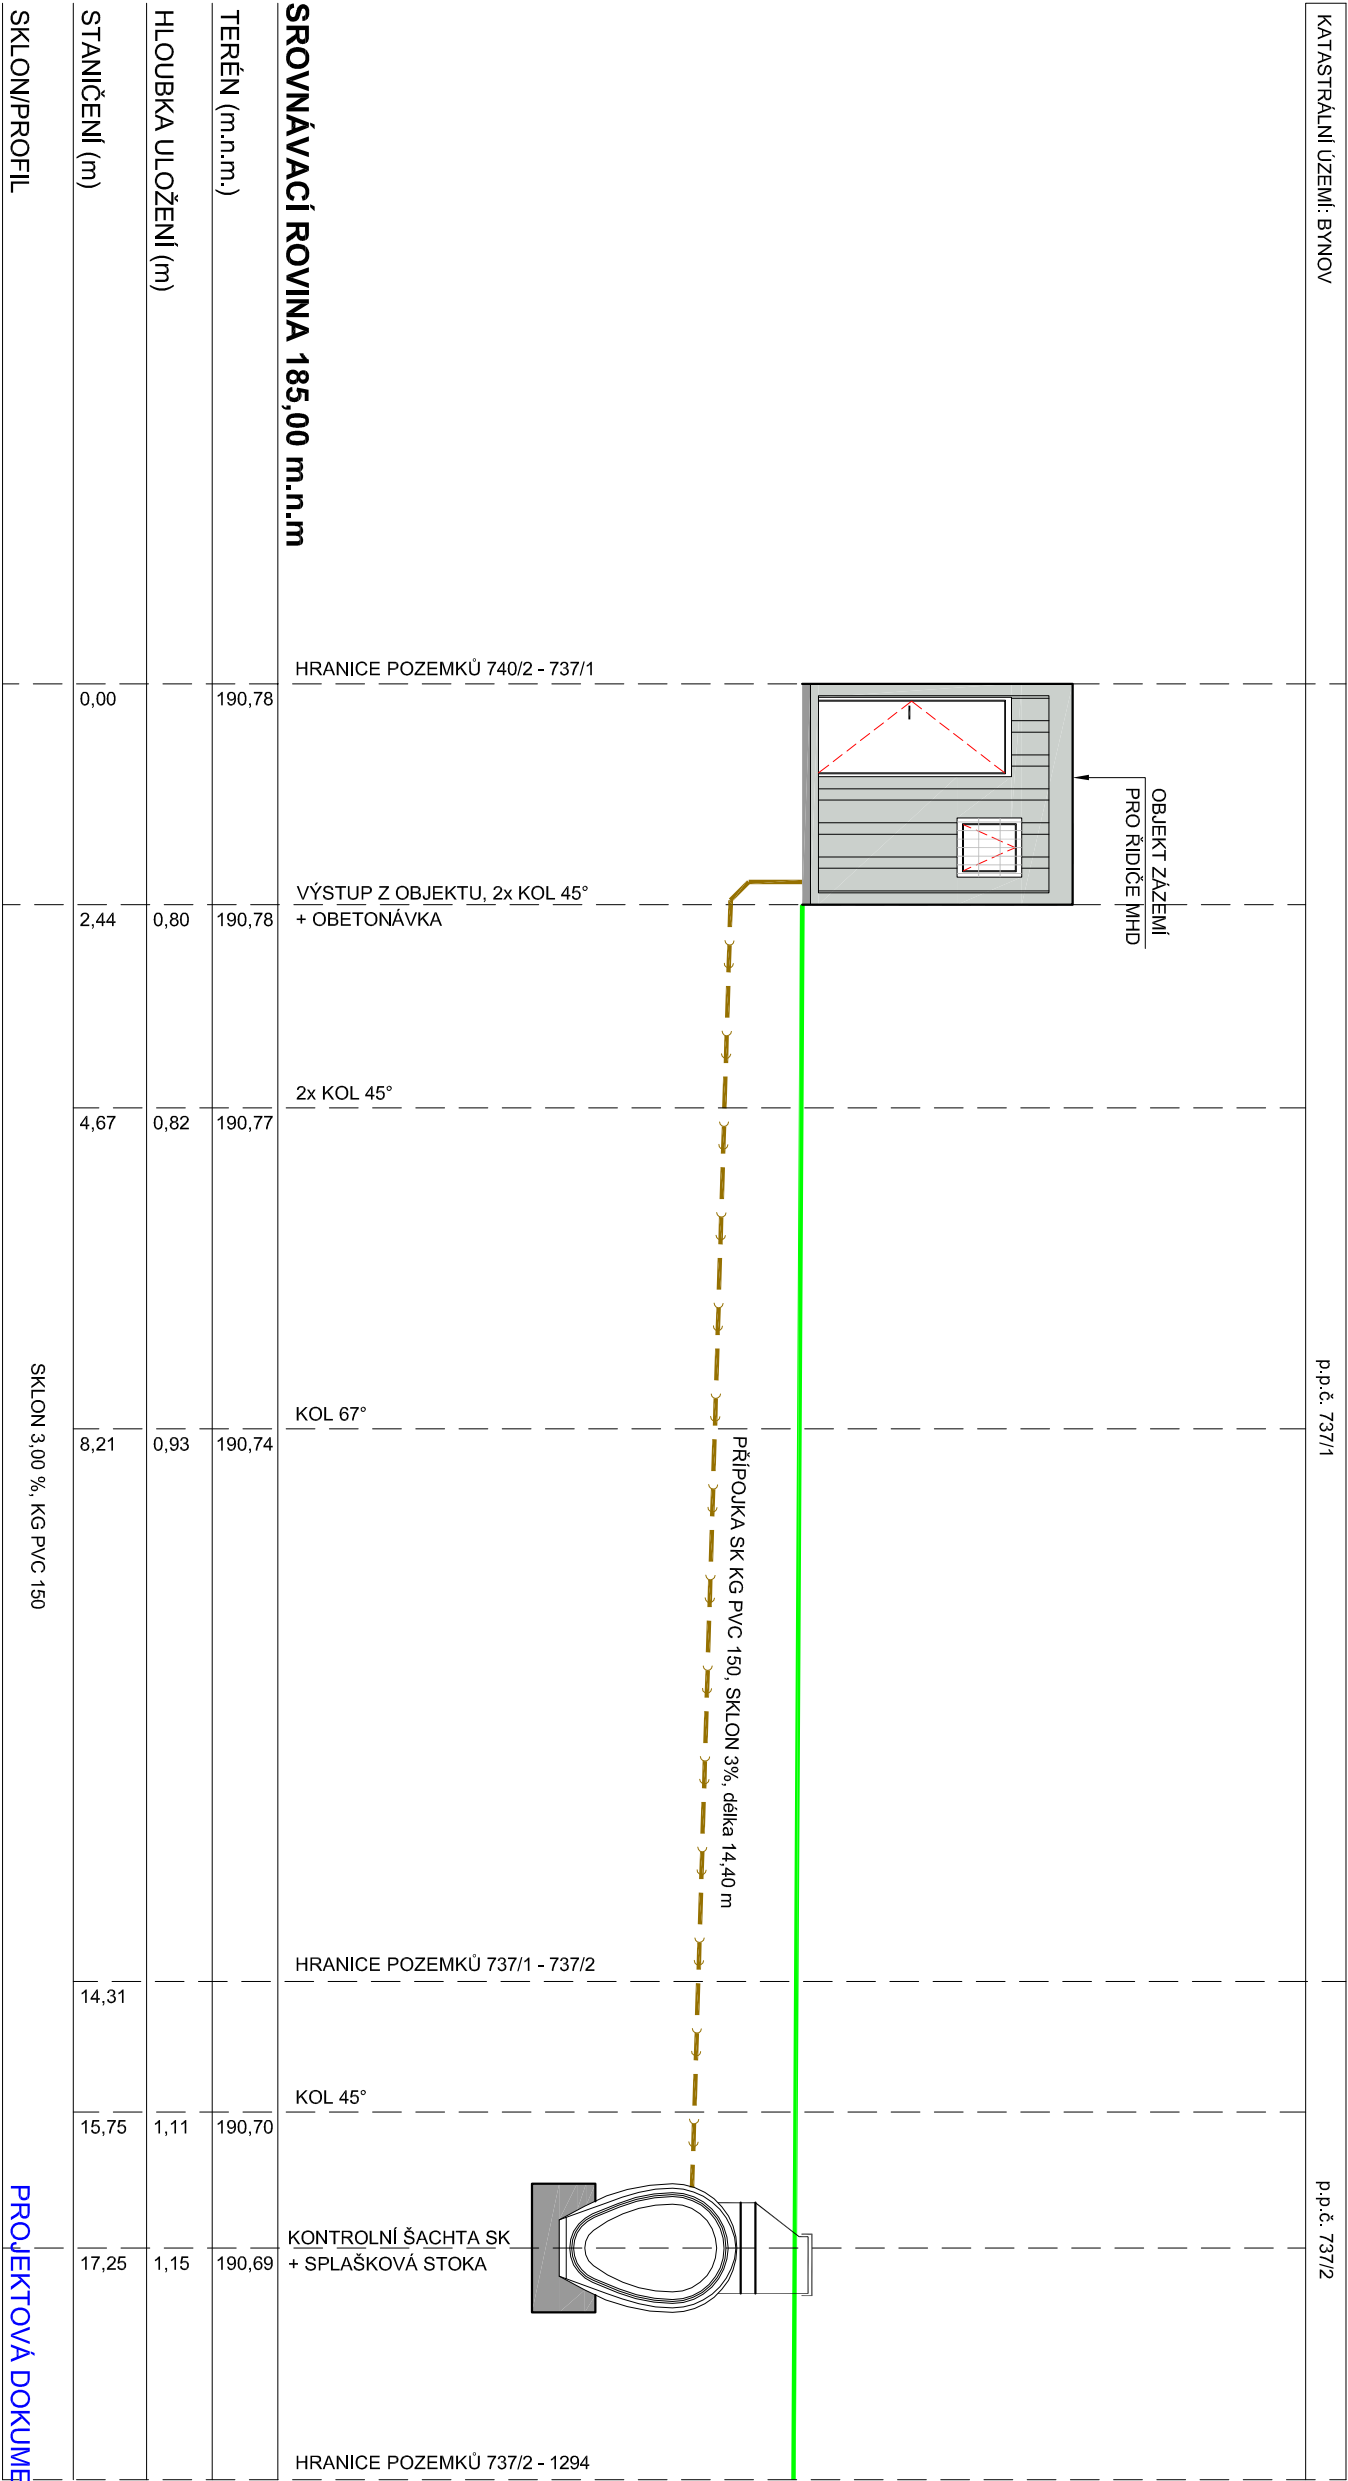 KATASTRÁLNÍ ÚZEMÍ: BYNOV
p.p.č. 737/1
p.p.č. 737/2
OBJEKT ZÁZEMÍ
PRO ŘIDIČE MHD
PŘÍPOJKA SK KG PVC 150, SKLON 3%, délka 14,40 m
HRANICE POZEMKŮ 740/2 - 737/1
VÝSTUP Z OBJEKTU, 2x KOL 45°
+ OBETONÁVKA
2x KOL 45°
KOL 67°
HRANICE POZEMKŮ 737/1 - 737/2
KOL 45°
KONTROLNÍ ŠACHTA SK
+ SPLAŠKOVÁ STOKA
HRANICE POZEMKŮ 737/2 - 1294
SROVNÁVACÍ ROVINA 185,00 m.n.m
TERÉN (m.n.m.)
190,78
190,78
190,77
190,74
190,70
190,69
HLOUBKA ULOŽENÍ (m)
0,80
0,82
0,93
1,11
1,15
STANIČENÍ (m)
0,00
2,44
4,67
8,21
14,31
15,75
17,25
SKLON/PROFIL
SKLON 3,00 %, KG PVC 150
PROJEKTOVÁ DOKUME